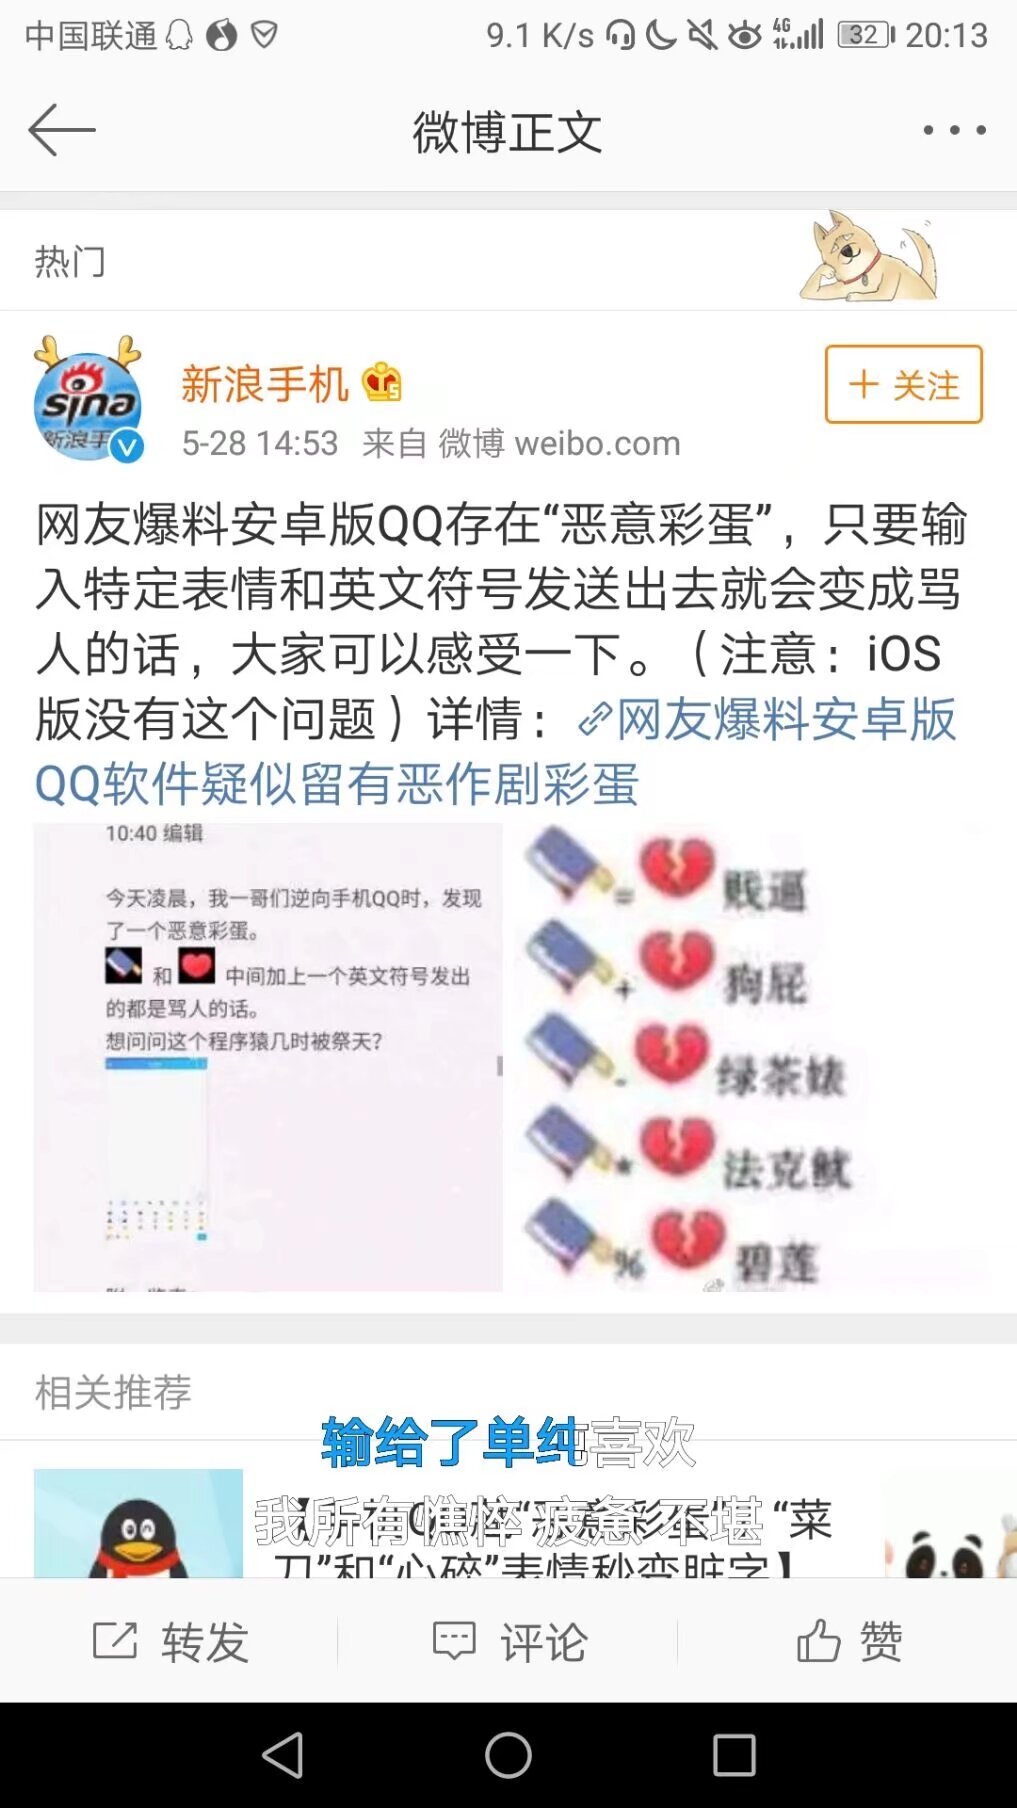 中国联通
9.1 K/s 4G 32 20:13
微博正文
热门
sina
新浪手机
5-28 14:53 来自 微博 weibo.com
+ 关注
网友爆料安卓版QQ存在“恶意彩蛋”，只要输
入特定表情和英文符号发送出去就会变成骂
人的话，大家可以感受一下。（注意：iOS
版没有这个问题）详情：网友爆料安卓版
QQ软件疑似留有恶作剧彩蛋
10:40 编辑
今天凌晨，我一哥们逆向手机QQ时，发现
了一个恶意彩蛋。
和 中间加上一个英文符号发出
的都是骂人的话。
想问问这个程序猿几时被祭天？
= 贱逼
+ 狗屁
- 绿茶婊
* 法克鱿
% 碧莲
相关推荐
输给了单纯喜欢
我所有憔悴 疲惫 不堪
“菜
刀”和“心碎”表情秒变脏字】
转发
评论
赞